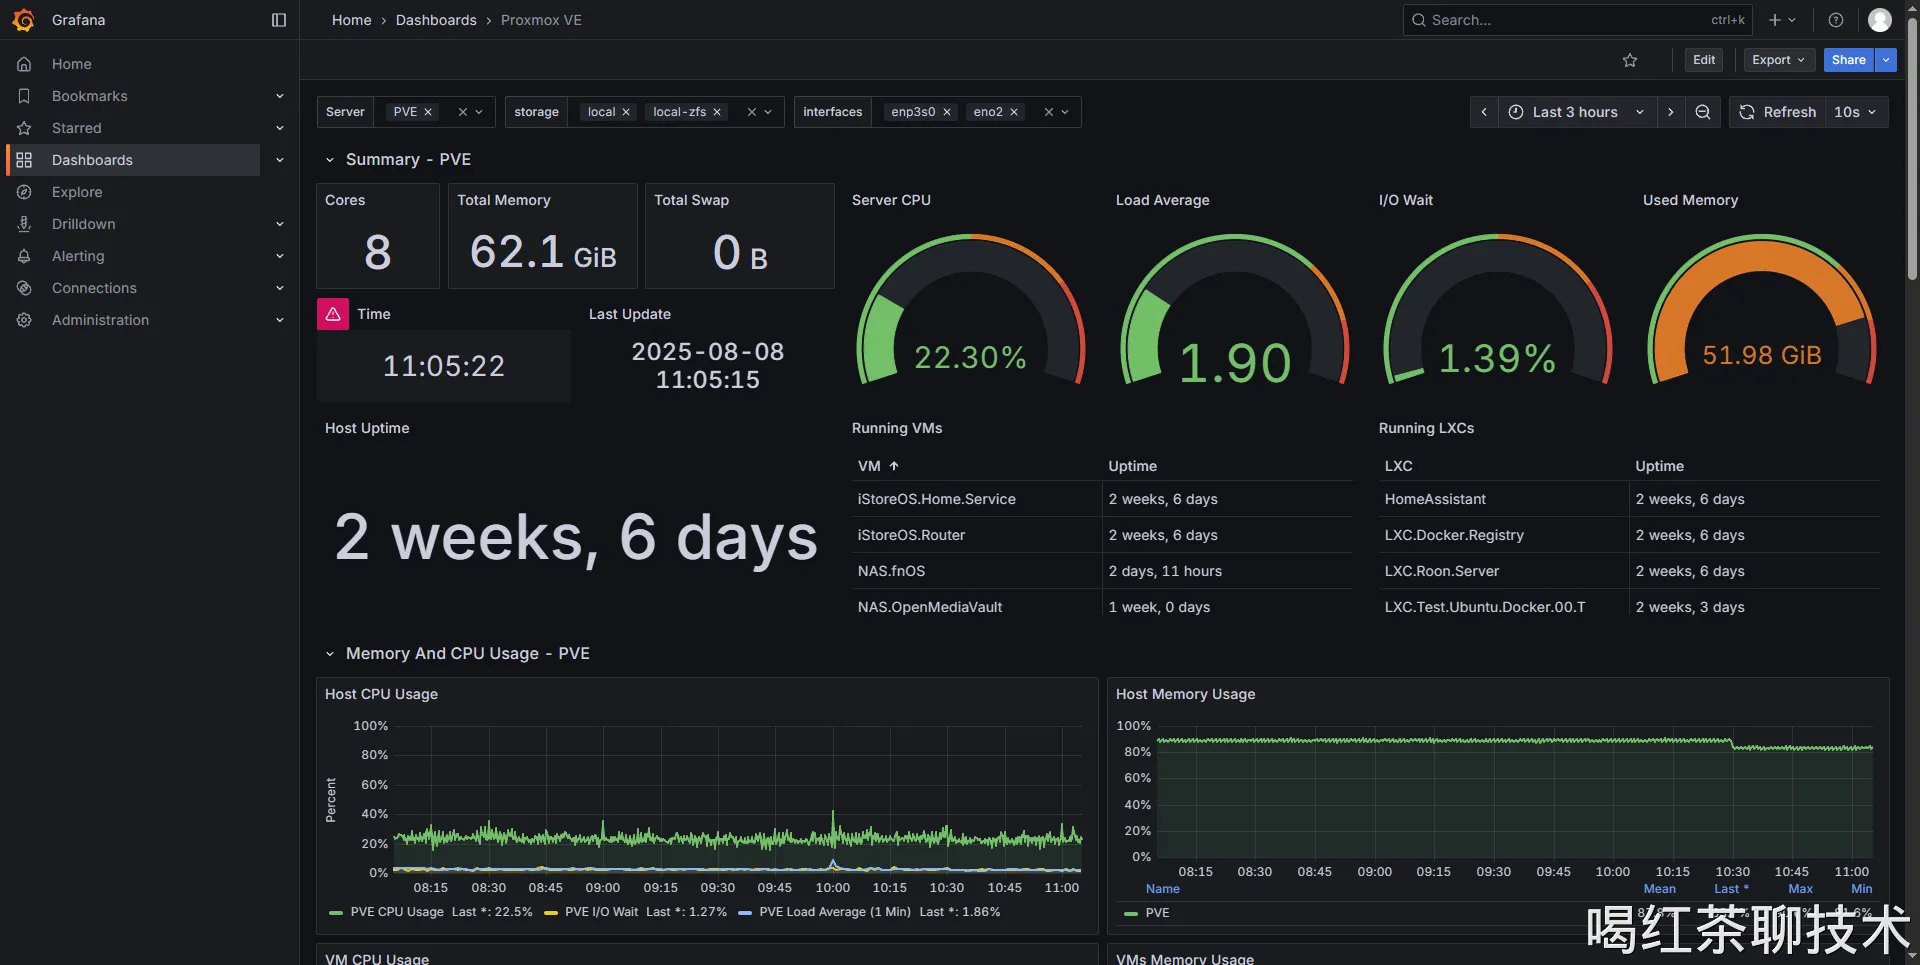 Grafana
Home › Dashboards › Proxmox VE
Search... ctrl+k
Home
Bookmarks
Starred
Dashboards
Explore
Drilldown
Alerting
Connections
Administration
Edit Export Share
Server PVE storage local local-zfs interfaces enp3s0 eno2 Last 3 hours Refresh 10s
Summary - PVE
Cores
8
Total Memory
62.1 GiB
Total Swap
0 B
Time
11:05:22
Last Update
2025-08-08
11:05:15
Server CPU
22.30%
Load Average
1.90
I/O Wait
1.39%
Used Memory
51.98 GiB
Host Uptime
2 weeks, 6 days
Running VMs
VM Uptime
iStoreOS.Home.Service 2 weeks, 6 days
iStoreOS.Router 2 weeks, 6 days
NAS.fnOS 2 days, 11 hours
NAS.OpenMediaVault 1 week, 0 days
Running LXCs
LXC Uptime
HomeAssistant 2 weeks, 6 days
LXC.Docker.Registry 2 weeks, 6 days
LXC.Roon.Server 2 weeks, 6 days
LXC.Test.Ubuntu.Docker.00.T 2 weeks, 3 days
Memory And CPU Usage - PVE
Host CPU Usage
Percent
100%
80%
60%
40%
20%
0%
08:15 08:30 08:45 09:00 09:15 09:30 09:45 10:00 10:15 10:30 10:45 11:00
PVE CPU Usage Last *: 22.5% PVE I/O Wait Last *: 1.27% PVE Load Average (1 Min) Last *: 1.86%
Host Memory Usage
100%
80%
60%
40%
20%
0%
08:15 08:30 08:45 09:00 09:15 09:30 09:45 10:00 10:15 10:30 10:45 11:00
Name Mean Last * Max Min
PVE
喝红茶聊技术
VM CPU Usage
VMs Memory Usage